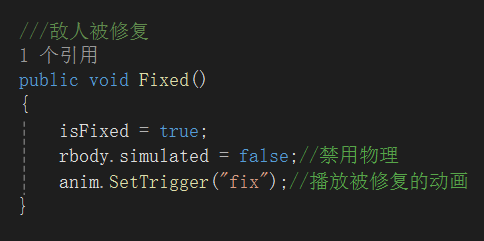 ///敌人被修复
1 个引用
public void Fixed()
{
isFixed = true;
rbody.simulated = false;//禁用物理
anim.SetTrigger("fix");//播放被修复的动画
}